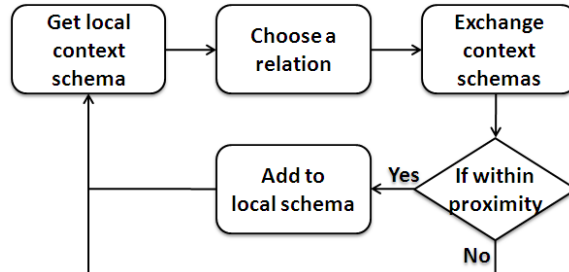 Get local
context
schema
Choose a
relation
Exchange
context
schemas
If within
proximity
Yes
Add to
local schema
No